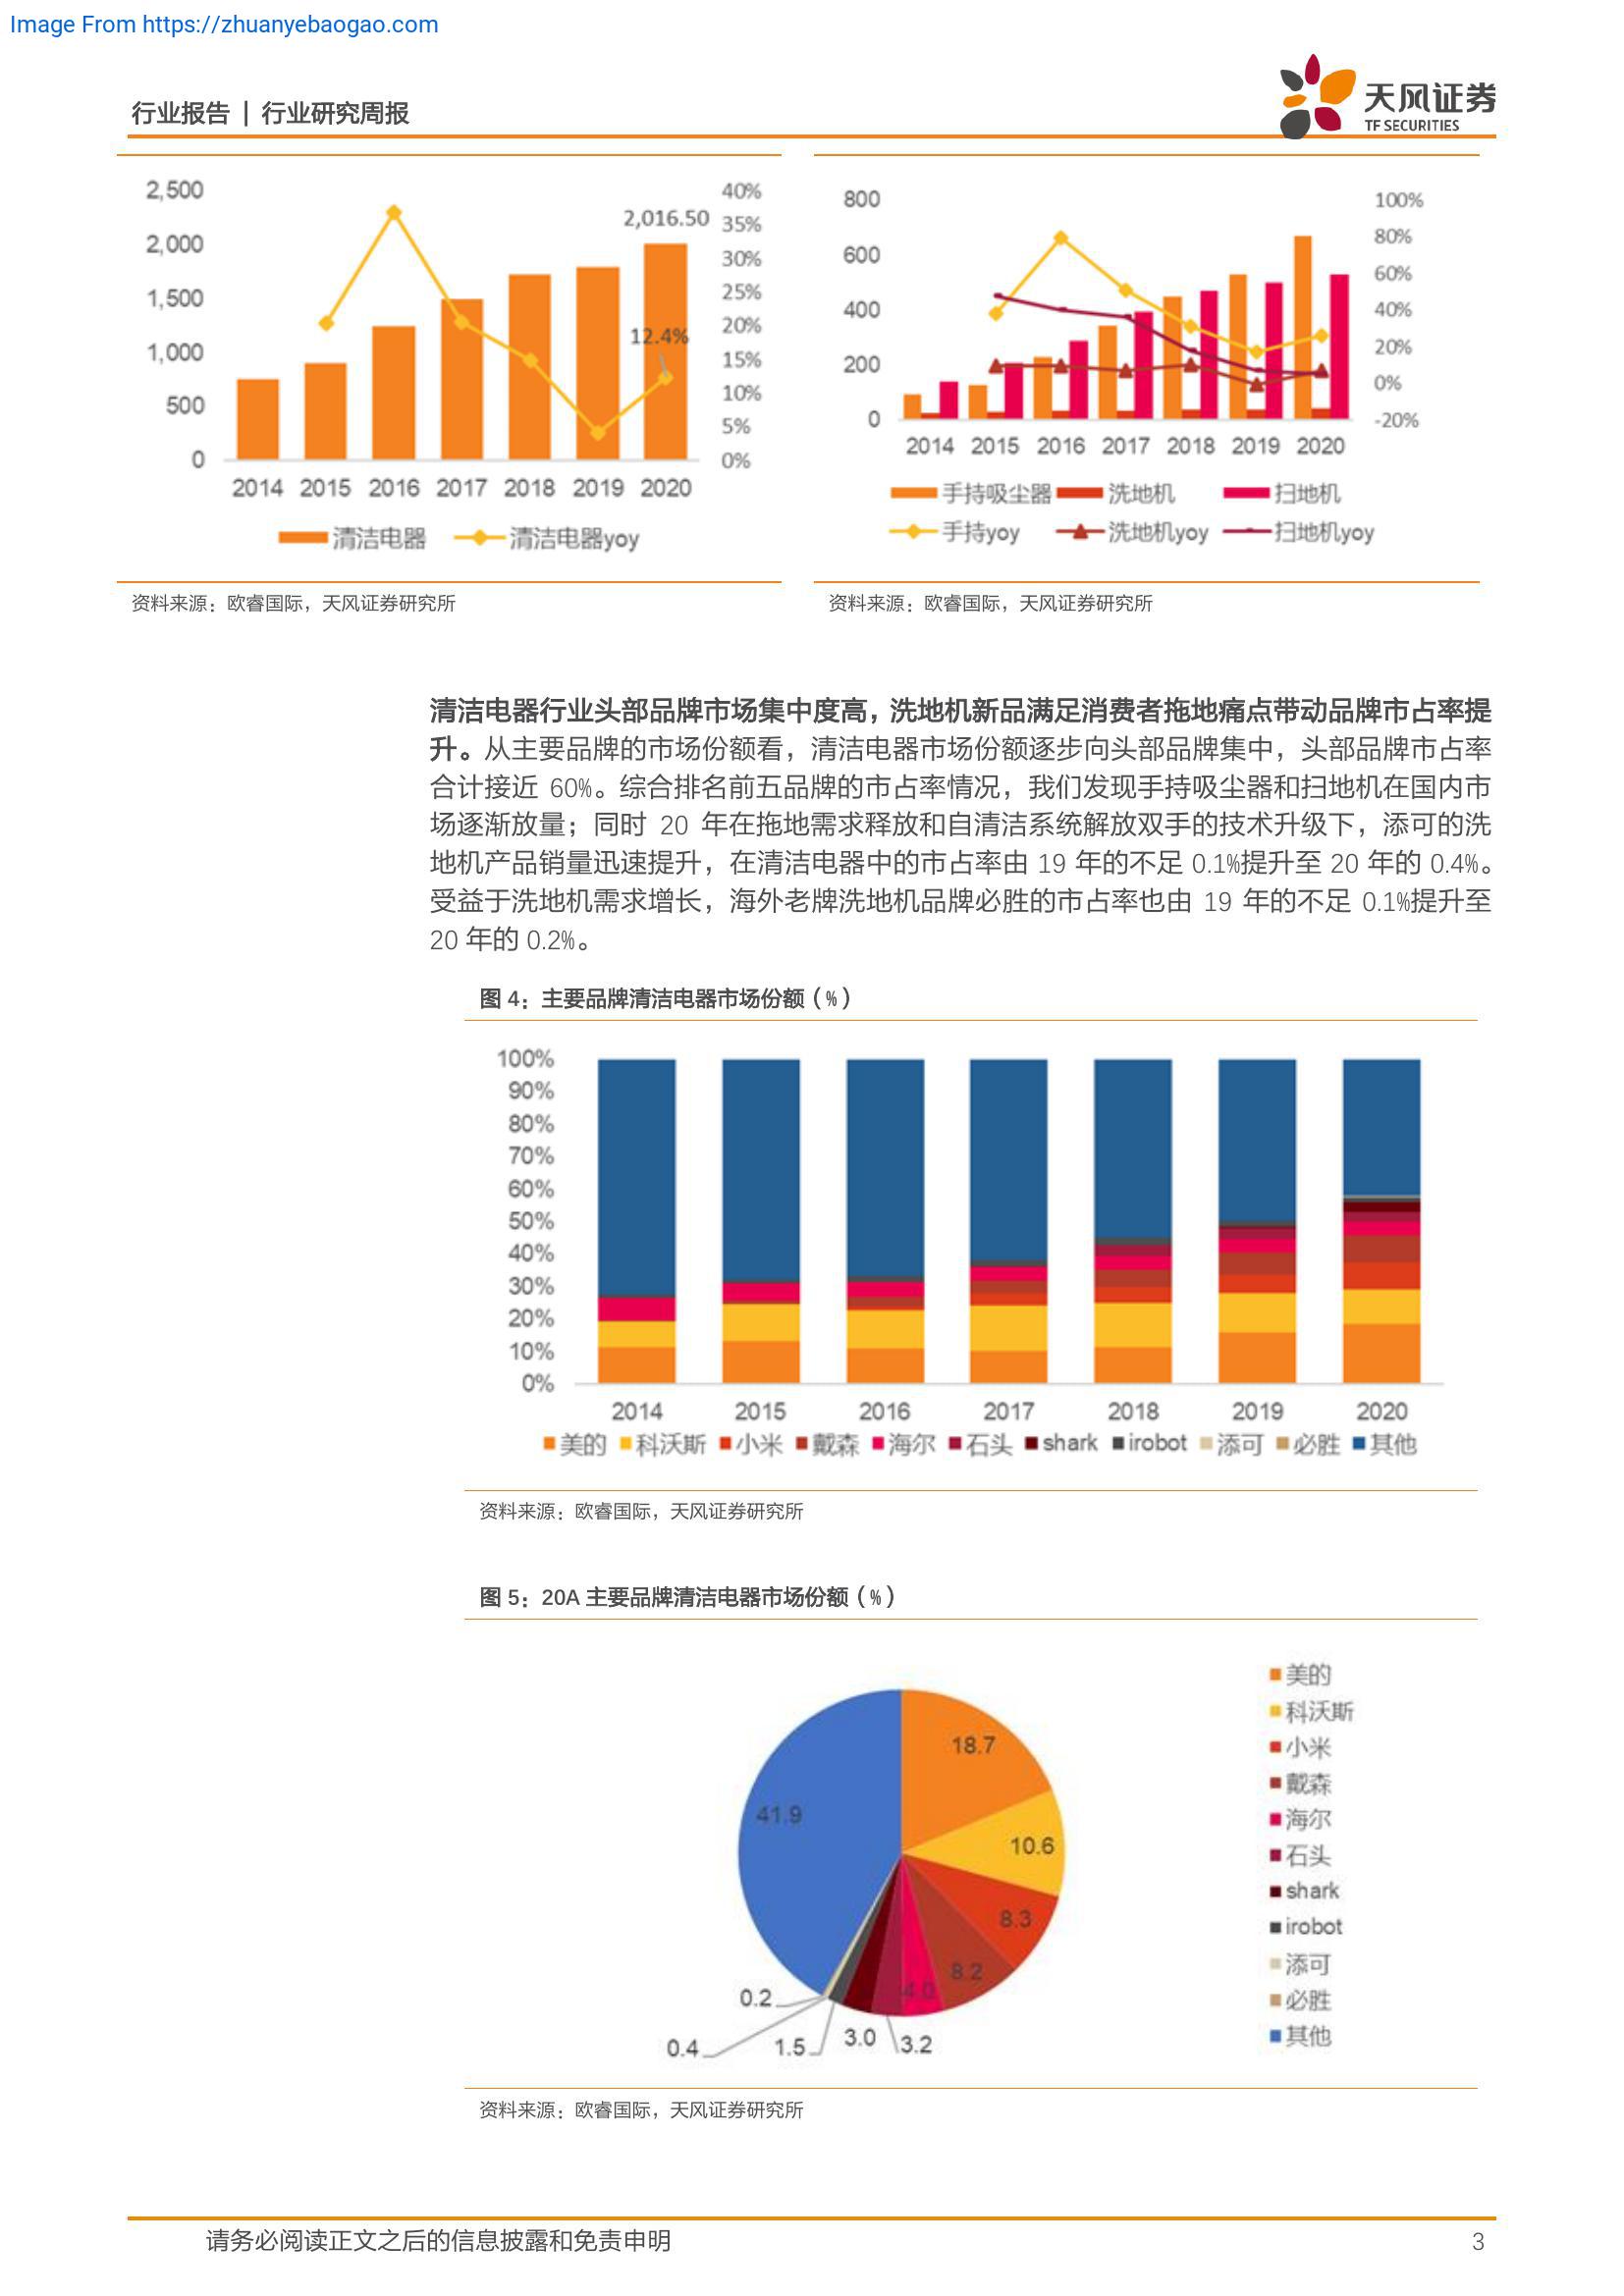 Image From https://zhuanyebaogao.com
行业报告 | 行业研究周报
天风证券
TF SECURITIES
2,500
2,000
1,500
1,000
500
0
40%
35%
30%
25%
20%
15%
10%
5%
0%
2,016.50
12.4%
2014 2015 2016 2017 2018 2019 2020
清洁电器 清洁电器yoy
资料来源：欧睿国际，天风证券研究所
800
600
400
200
0
100%
80%
60%
40%
20%
0%
-20%
2014 2015 2016 2017 2018 2019 2020
手持吸尘器 洗地机 扫地机
手持yoy 洗地机yoy 扫地机yoy
资料来源：欧睿国际，天风证券研究所
清洁电器行业头部品牌市场集中度高，洗地机新品满足消费者拖地痛点带动品牌市占率提
升。从主要品牌的市场份额看，清洁电器市场份额逐步向头部品牌集中，头部品牌市占率
合计接近 60%。综合排名前五品牌的市占率情况，我们发现手持吸尘器和扫地机在国内市
场逐渐放量；同时 20 年在拖地需求释放和自清洁系统解放双手的技术升级下，添可的洗
地机产品销量迅速提升，在清洁电器中的市占率由 19 年的不足 0.1%提升至 20 年的 0.4%。
受益于洗地机需求增长，海外老牌洗地机品牌必胜的市占率也由 19 年的不足 0.1%提升至
20 年的 0.2%。
图 4：主要品牌清洁电器市场份额（%）
100%
90%
80%
70%
60%
50%
40%
30%
20%
10%
0%
2014 2015 2016 2017 2018 2019 2020
美的 科沃斯 小米 戴森 海尔 石头 shark irobot 添可 必胜 其他
资料来源：欧睿国际，天风证券研究所
图 5：20A 主要品牌清洁电器市场份额（%）
18.7
10.6
8.3
8.2
4.0
3.2
3.0
1.5
0.4
0.2
41.9
美的
科沃斯
小米
戴森
海尔
石头
shark
irobot
添可
必胜
其他
资料来源：欧睿国际，天风证券研究所
请务必阅读正文之后的信息披露和免责申明
3